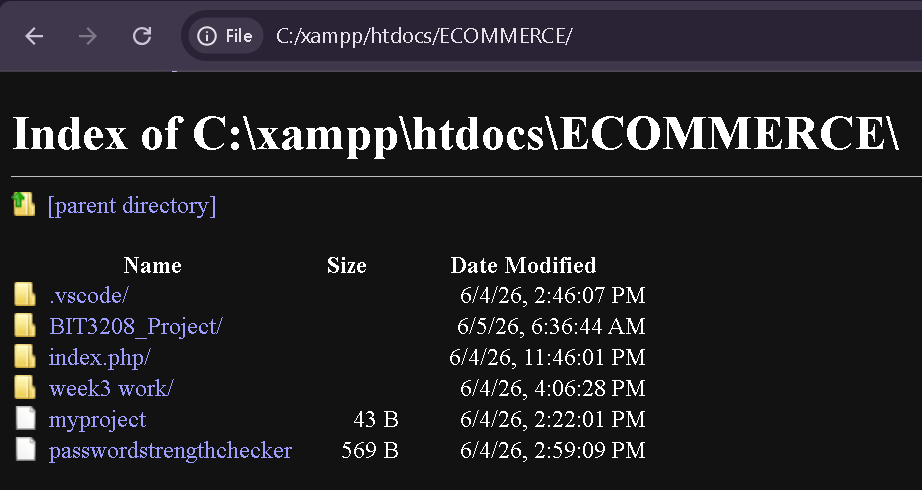 File C:/xampp/htdocs/ECOMMERCE/
Index of C:\xampp\htdocs\ECOMMERCE\
[parent directory]
Name Size Date Modified
.vscode/ 6/4/26, 2:46:07 PM
BIT3208_Project/ 6/5/26, 6:36:44 AM
index.php/ 6/4/26, 11:46:01 PM
week3 work/ 6/4/26, 4:06:28 PM
myproject 43 B 6/4/26, 2:22:01 PM
passwordstrengthchecker 569 B 6/4/26, 2:59:09 PM